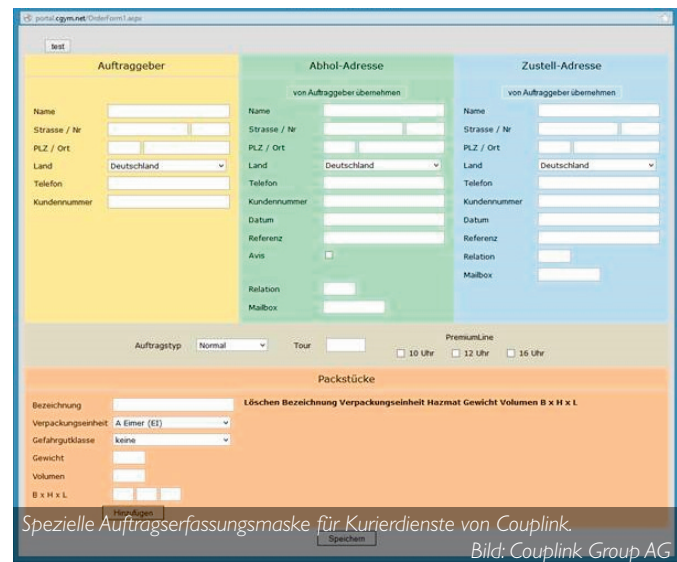 portal.cgym.net/OrderForm1.aspx
test
Auftraggeber
Name
Strasse / Nr
PLZ / Ort
Land Deutschland
Telefon
Kundennummer
Abhol-Adresse
von Auftraggeber übernehmen
Name
Strasse / Nr
PLZ / Ort
Land Deutschland
Telefon
Kundennummer
Datum
Referenz
Avis
Relation
Mailbox
Zustell-Adresse
von Auftraggeber übernehmen
Name
Strasse / Nr
PLZ / Ort
Land Deutschland
Telefon
Kundennummer
Datum
Referenz
Relation
Mailbox
Auftragstyp Normal Tour
PremiumLine
10 Uhr 12 Uhr 16 Uhr
Packstücke
Bezeichnung
Verpackungseinheit A Eimer (EI)
Gefahrgutklasse keine
Gewicht
Volumen
B x H x L
Hinzufügen
Löschen Bezeichnung Verpackungseinheit Hazmat Gewicht Volumen B x H x L
Speichern
Spezielle Auftragserfassungsmaske für Kurierdienste von Couplink.
Bild: Couplink Group AG